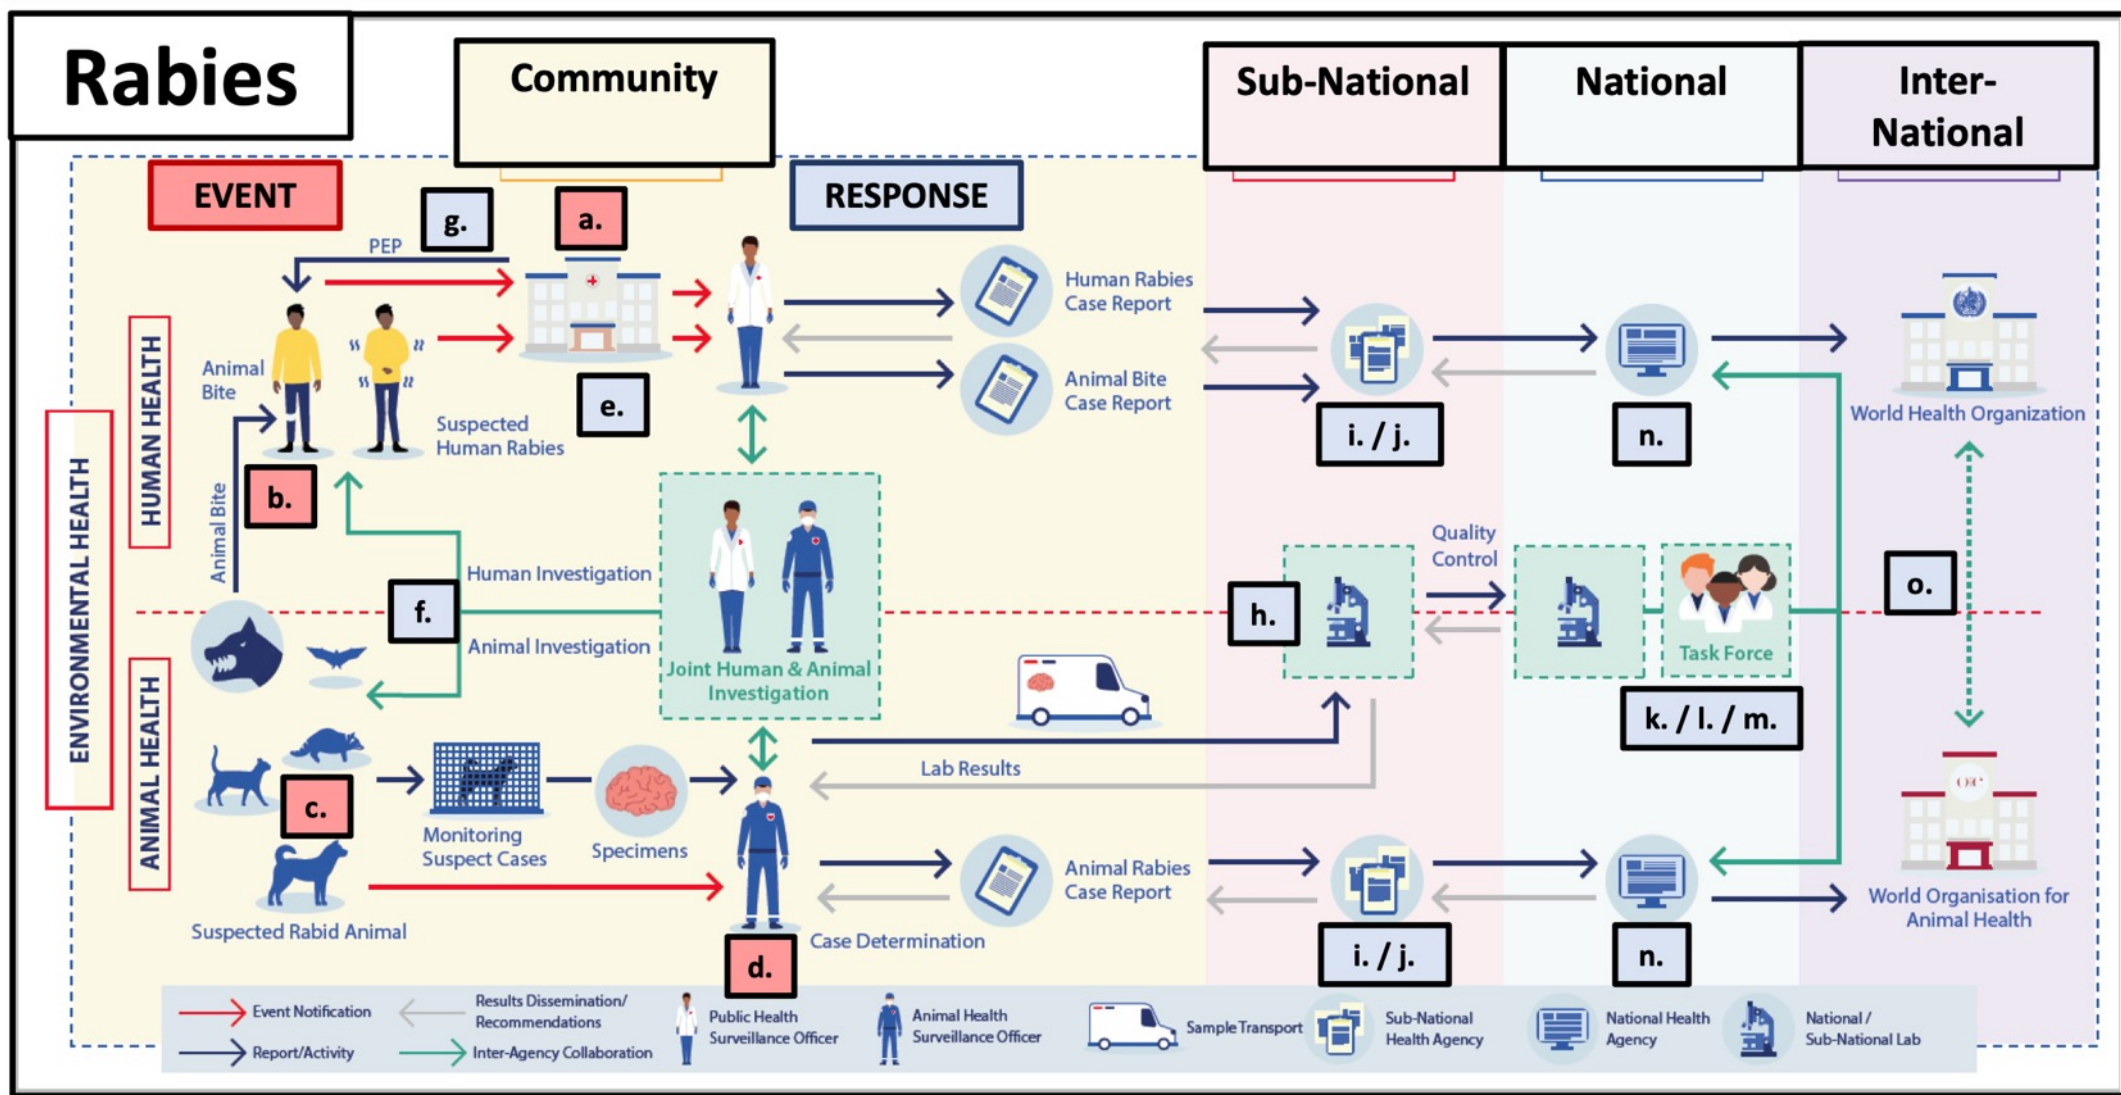 Rabies
Community
Sub-National
National
Inter-
National
EVENT
RESPONSE
g.
a.
PEP
Human Rabies
Case Report
Animal
Bite
Animal Bite
Case Report
e.
Suspected
Human Rabies
i. / j.
n.
World Health Organization
HUMAN HEALTH
ENVIRONMENTAL HEALTH
ANIMAL HEALTH
b.
Animal Bite
Quality
Control
Human Investigation
f.
h.
o.
Animal Investigation
Joint Human & Animal
Investigation
Task Force
k. / l. / m.
Lab Results
c.
Monitoring
Suspect Cases
Specimens
Animal Rabies
Case Report
OIE
World Organisation for
Animal Health
Suspected Rabid Animal
Case Determination
d.
i. / j.
n.
Event Notification
Report/Activity
Results Dissemination/
Recommendations
Inter-Agency Collaboration
Public Health
Surveillance Officer
Animal Health
Surveillance Officer
Sample Transport
Sub-National
Health Agency
National Health
Agency
National /
Sub-National Lab